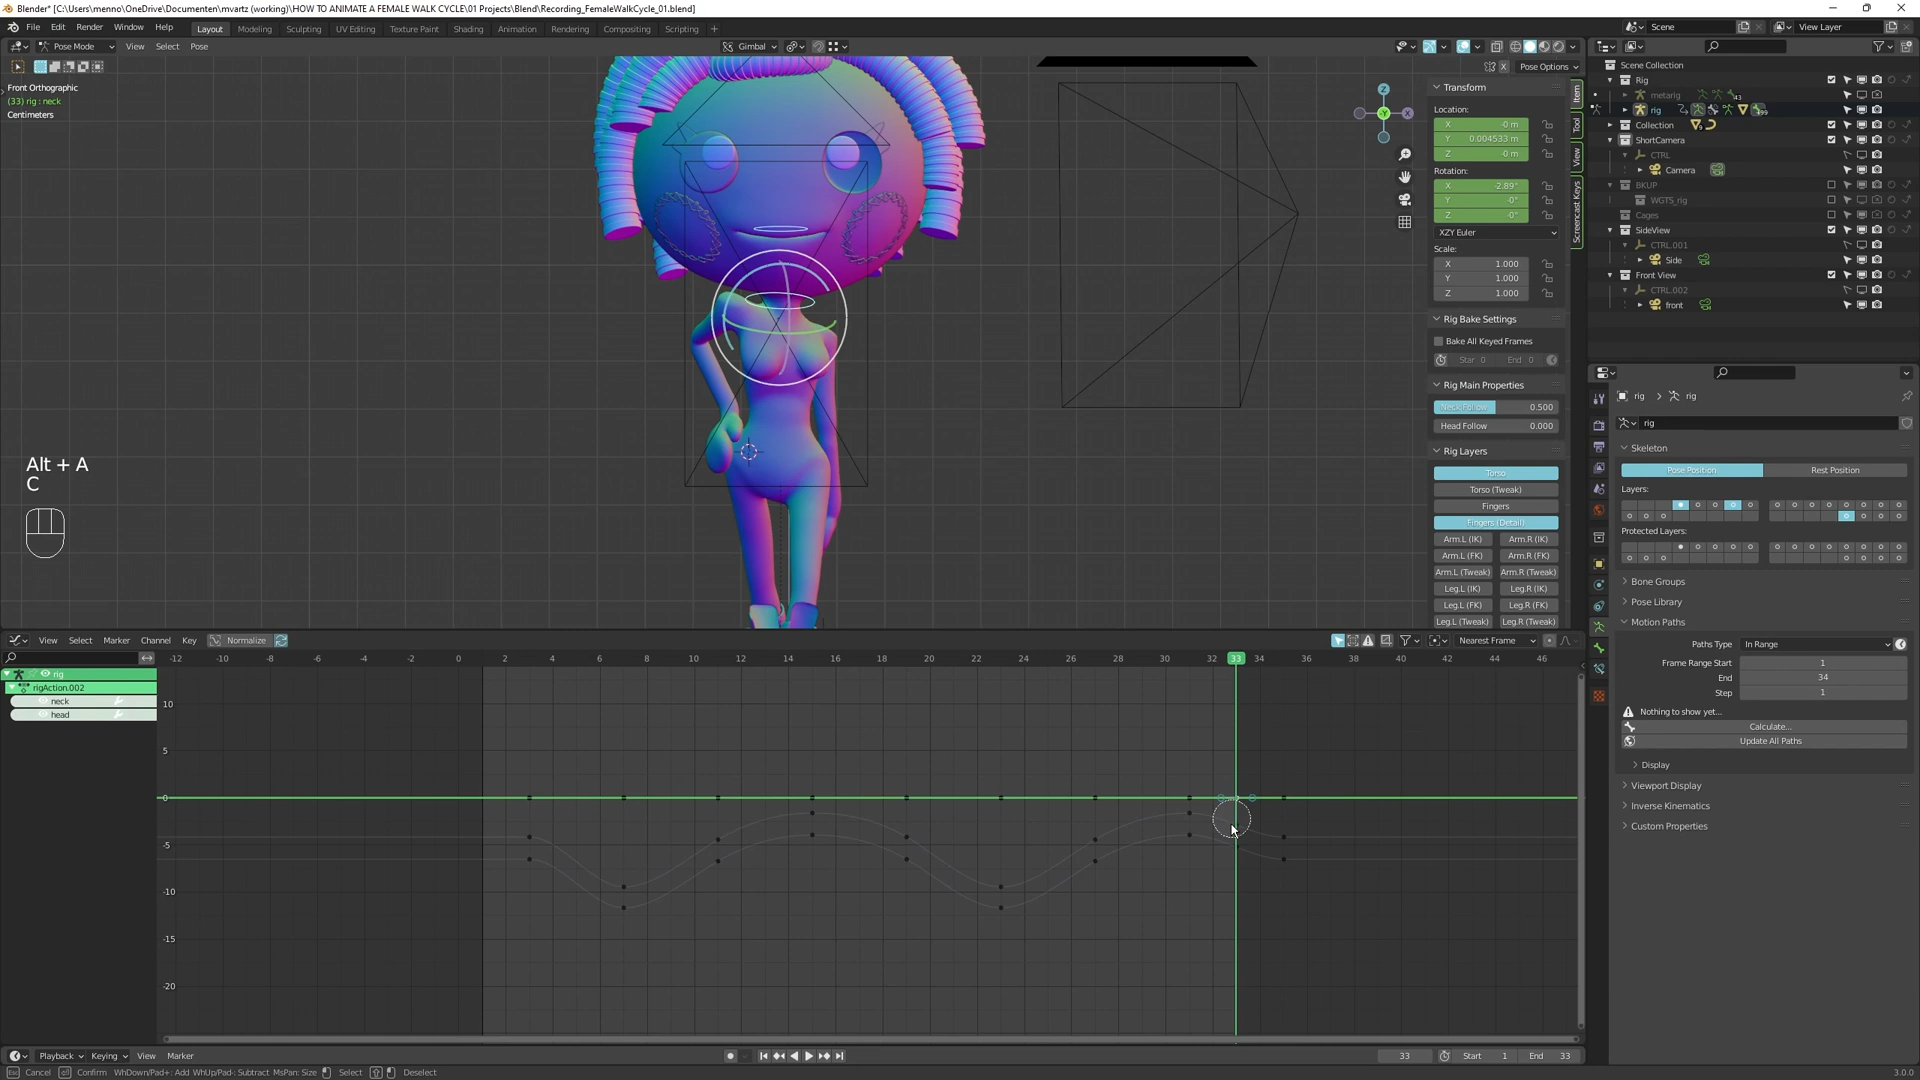 Blender* [C:\Users\menno\OneDrive\Documenten\mvartz (working)\HOW TO ANIMATE A FEMALE WALK CYCLE\01 Projects\Blend\Recording_FemaleWalkCycle_01.blend]
File Edit Render Window Help Layout Modeling Sculpting UV Editing Texture Paint Shading Animation Rendering Compositing Scripting +
Scene View Layer
Pose Mode View Select Pose Gimbal
X Pose Options
Front Orthographic
(33) rig : neck
Centimeters
Z
X
Y
Transform
Location:
X -0 m
Y 0.004533 m
Z -0 m
Rotation:
X -2.89°
Y -0°
Z -0°
XZY Euler
Scale:
X 1.000
Y 1.000
Z 1.000
Rig Bake Settings
Bake All Keyed Frames
Star 0 End 0
Rig Main Properties
Neck Follow 0.500
Head Follow 0.000
Rig Layers
Torso
Torso (Tweak)
Fingers
Fingers (Detail)
Arm.L (IK) Arm.R (IK)
Arm.L (FK) Arm.R (FK)
Arm.L (Tweak) Arm.R (Tweak)
Leg.L (IK) Leg.R (IK)
Leg.L (FK) Leg.R (FK)
Leg.L (Tweak) Leg.R (Tweak)
Item
Tool
View
Screencast Keys
Alt + A
C
Scene Collection
Rig
metarig 43
rig
Collection 9
ShortCamera
CTRL
Camera
BKUP
WGTS_rig
Cages
SideView
CTRL.001
Side
Front View
CTRL.002
front
rig > rig
rig
Skeleton
Pose Position Rest Position
Layers:
Protected Layers:
Bone Groups
Pose Library
Motion Paths
Paths Type In Range
Frame Range Start 1
End 34
Step 1
Nothing to show yet...
Calculate...
Update All Paths
Display
Viewport Display
Inverse Kinematics
Custom Properties
View Select Marker Channel Key Normalize Nearest Frame
-12 -10 -8 -6 -4 -2 0 2 4 6 8 10 12 14 16 18 20 22 24 26 28 30 32 33 34 36 38 40 42 44 46
rig
rigAction.002
neck
head
10
5
0
-5
-10
-15
-20
Playback Keying View Marker 33 Start 1 End 33
Esc Cancel Confirm WhDown/Pad+: Add WhUp/Pad-: Subtract MsPan: Size Select Deselect 3.0.0